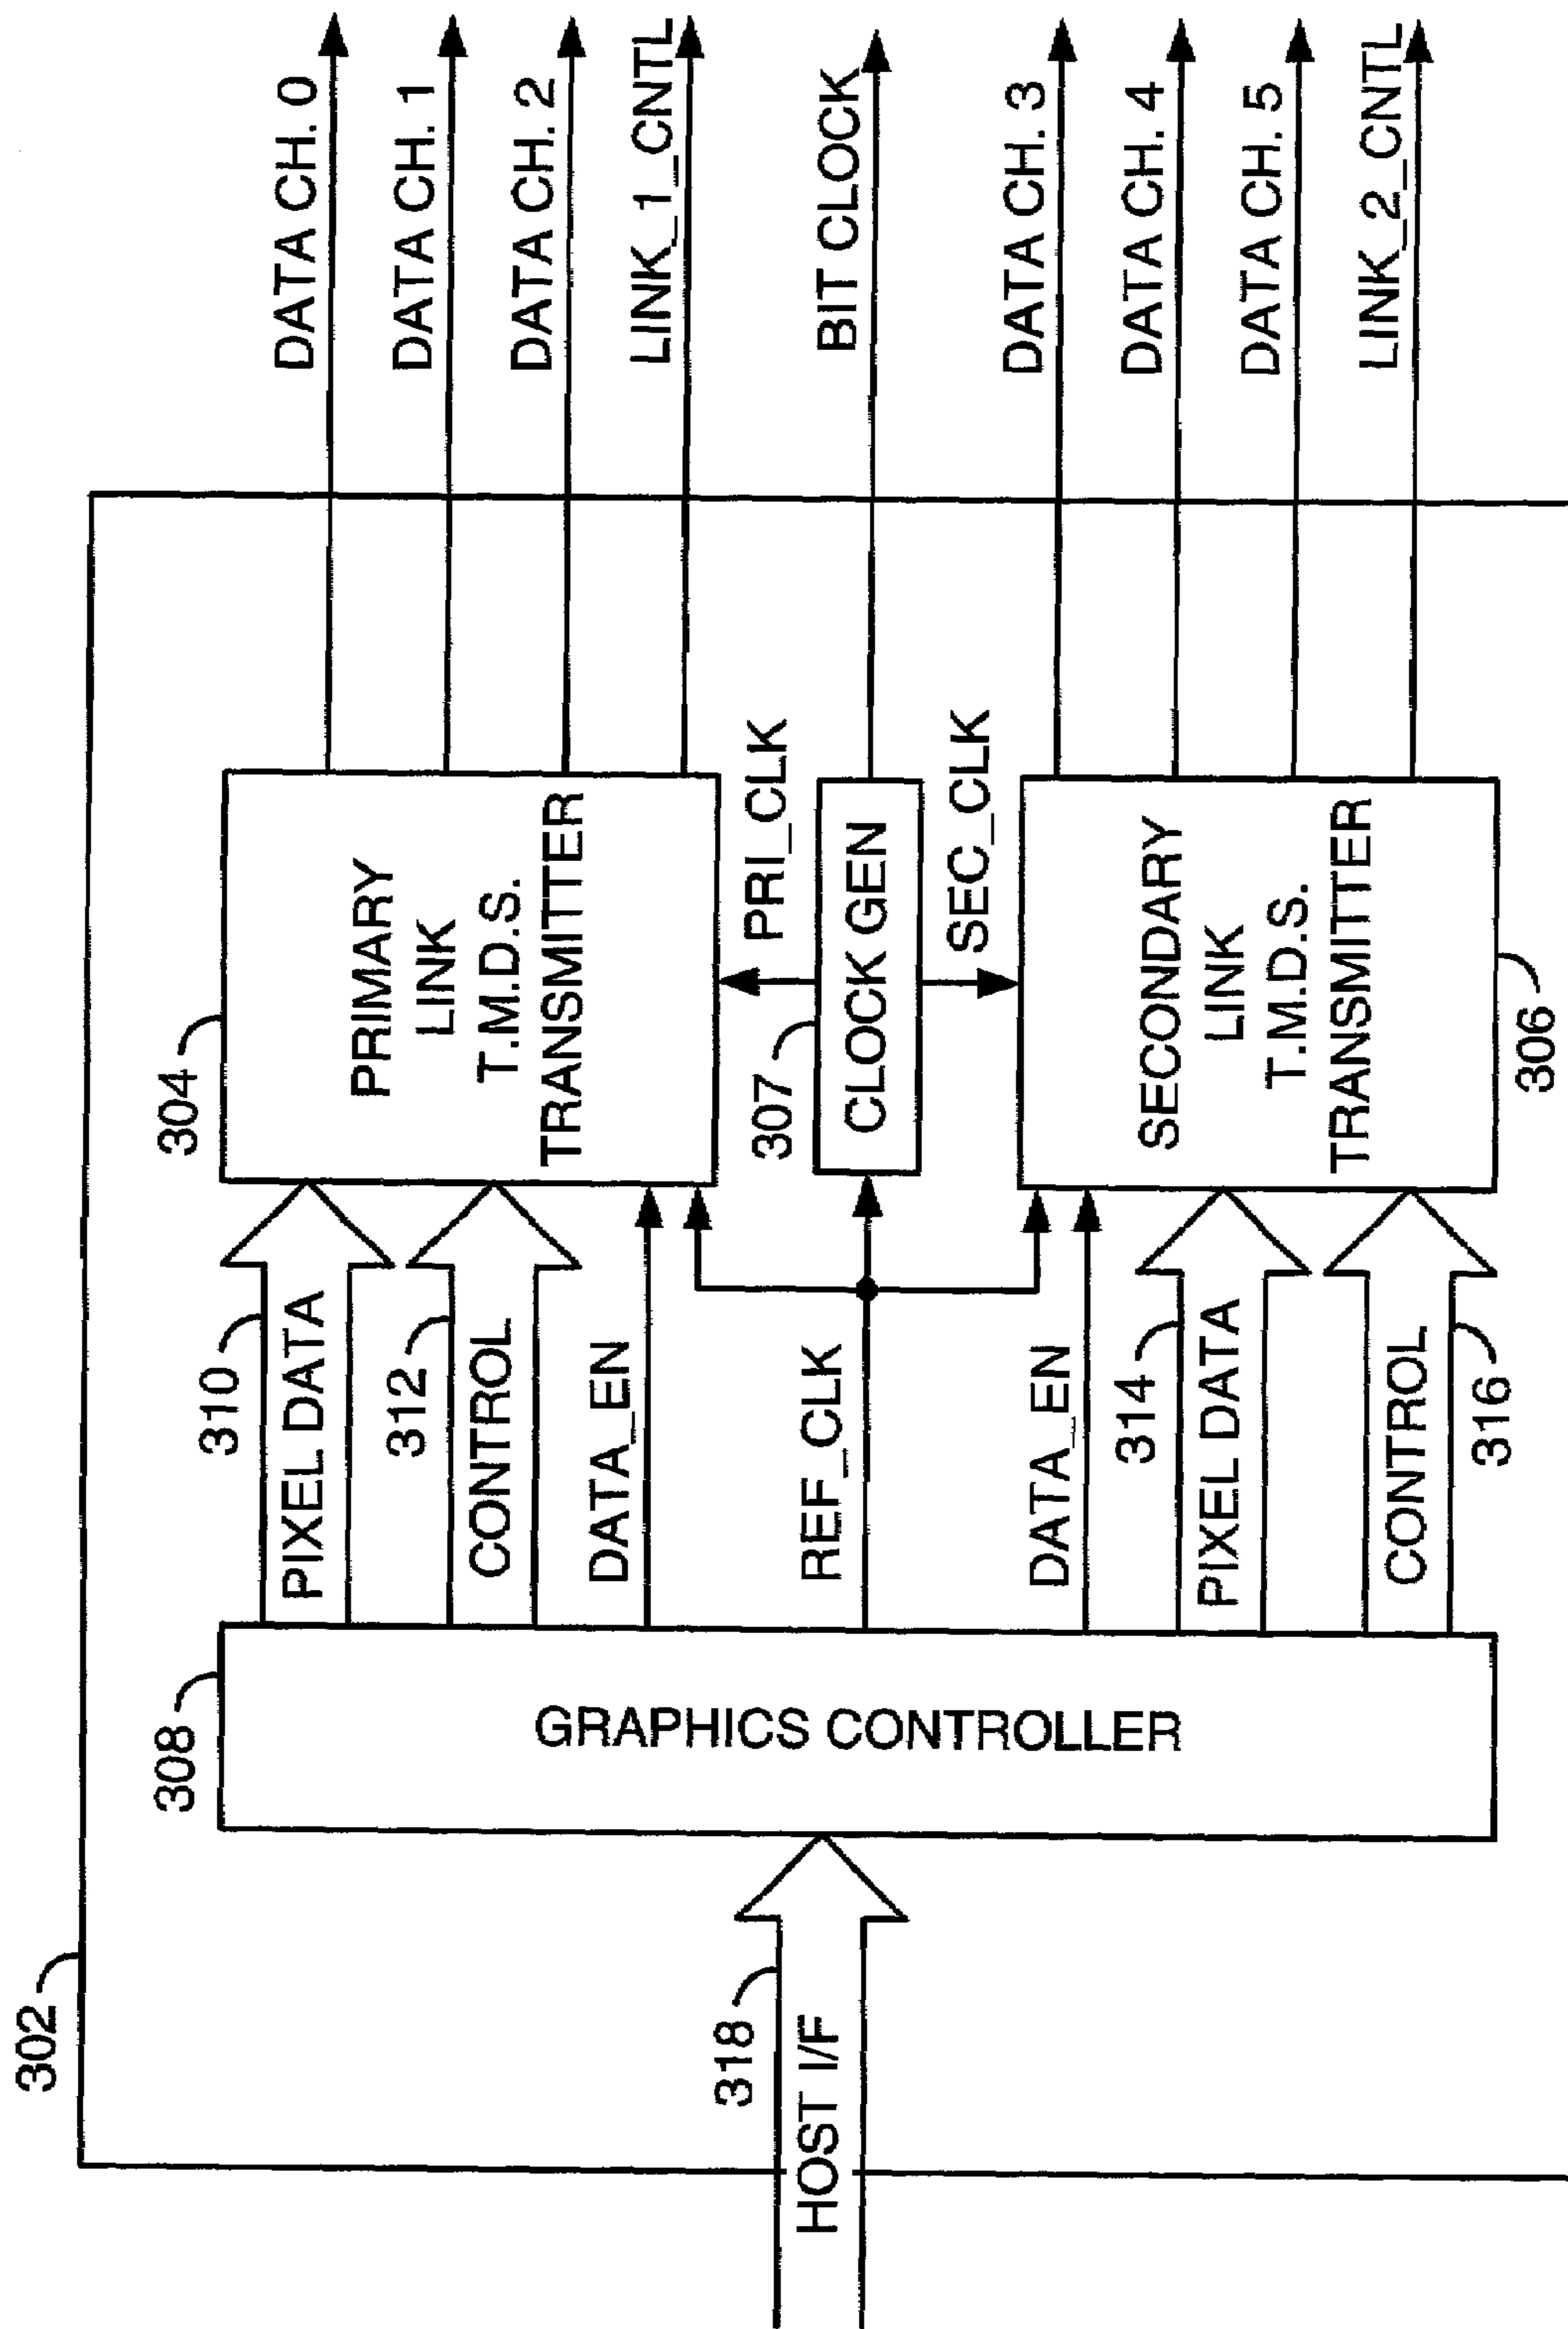 302
318
HOST I/F
308
GRAPHICS CONTROLLER
310
PIXEL DATA
312
CONTROL
DATA_EN
REF_CLK
DATA_EN
314
PIXEL DATA
CONTROL
316
304
PRIMARY
LINK
T.M.D.S.
TRANSMITTER
PRI_CLK
307
CLOCK GEN
SEC_CLK
SECONDARY
LINK
T.M.D.S.
TRANSMITTER
306
DATA CH. 0
DATA CH. 1
DATA CH. 2
LINK_1_CNTL
BIT CLOCK
DATA CH. 3
DATA CH. 4
DATA CH. 5
LINK_2_CNTL